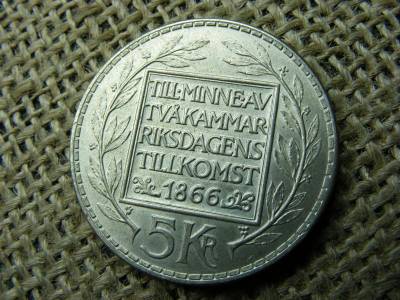 TILL·MINNE·AV
TVÅKAMMAR
RIKSDAGENS
TILLKOMST
1866
5 KR